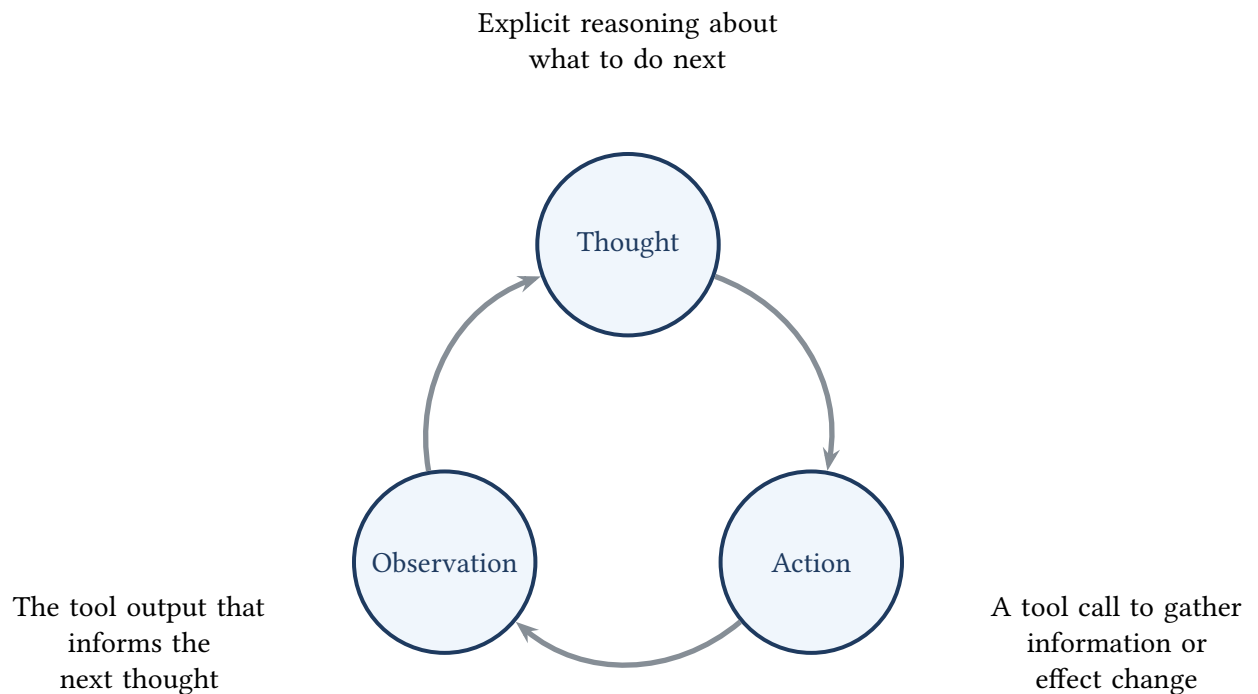 Explicit reasoning about
what to do next
Thought
Observation
Action
The tool output that
informs the
next thought
A tool call to gather
information or
effect change